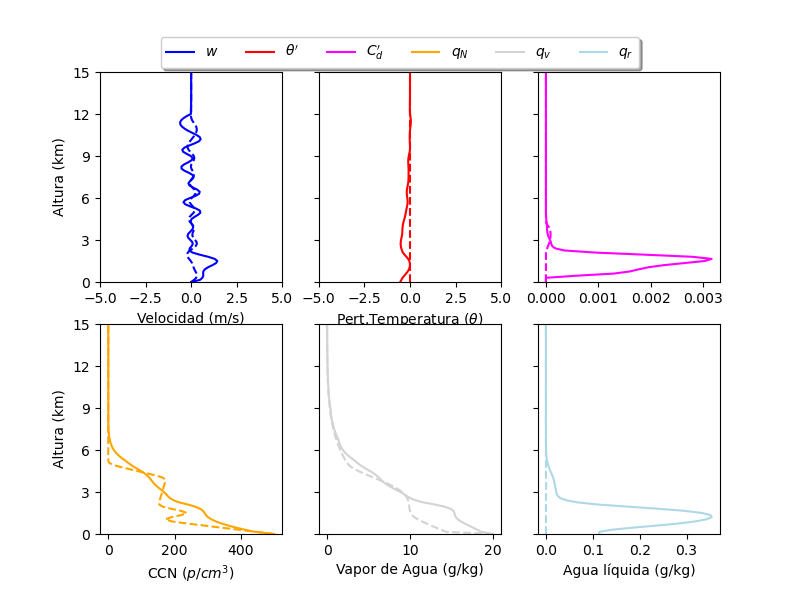 w θ′ C′d qN qv qr
15
12
9
6
3
0
Altura (km)
−5.0 −2.5 0.0 2.5 5.0
Velocidad (m/s)
−5.0 −2.5 0.0 2.5 5.0
Pert.Temperatura (θ)
0.000 0.001 0.002 0.003
15
12
9
6
3
0
Altura (km)
0 200 400
CCN (p/cm³)
0 10 20
Vapor de Agua (g/kg)
0.0 0.1 0.2 0.3
Agua líquida (g/kg)